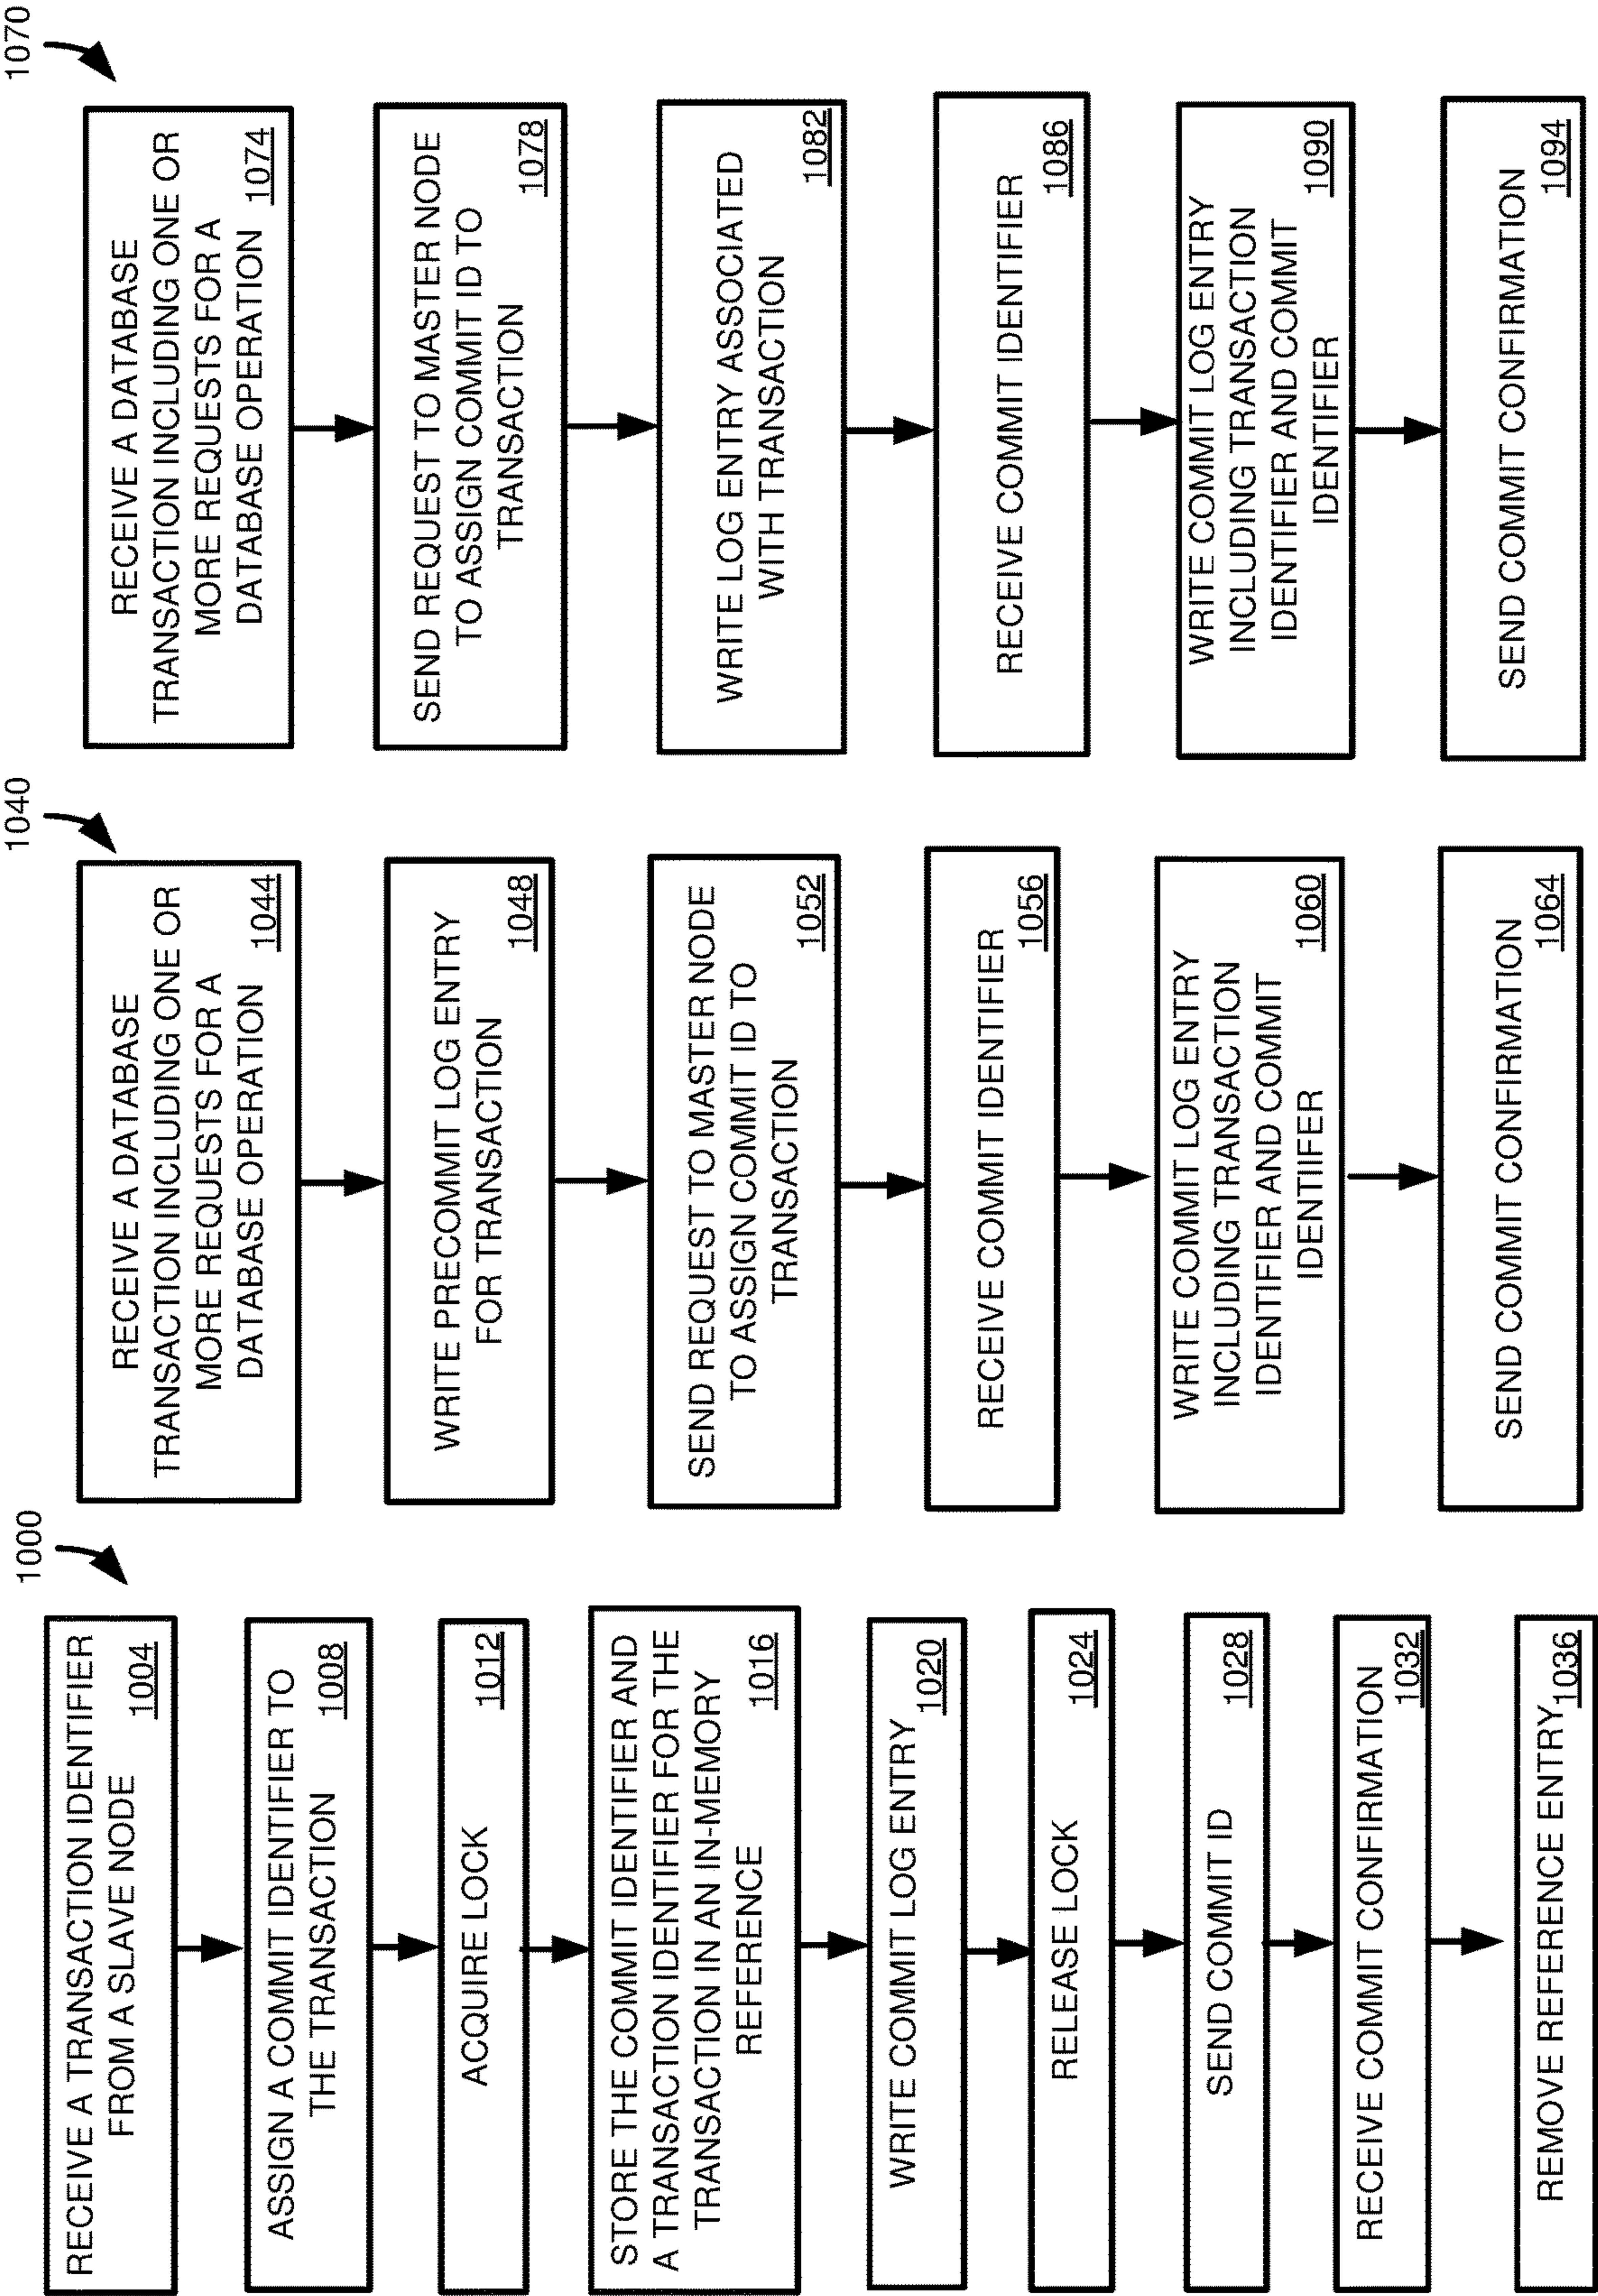 1000
RECEIVE A TRANSACTION IDENTIFIER
FROM A SLAVE NODE
1004
ASSIGN A COMMIT IDENTIFIER TO
THE TRANSACTION
1008
ACQUIRE LOCK
1012
STORE THE COMMIT IDENTIFIER AND
A TRANSACTION IDENTIFIER FOR THE
TRANSACTION IN AN IN-MEMORY
REFERENCE
1016
WRITE COMMIT LOG ENTRY
1020
RELEASE LOCK
1024
SEND COMMIT ID
1028
RECEIVE COMMIT CONFIRMATION
1032
REMOVE REFERENCE ENTRY
1036
1040
RECEIVE A DATABASE
TRANSACTION INCLUDING ONE OR
MORE REQUESTS FOR A
DATABASE OPERATION
1044
WRITE PRECOMMIT LOG ENTRY
FOR TRANSACTION
1048
SEND REQUEST TO MASTER NODE
TO ASSIGN COMMIT ID TO
TRANSACTION
1052
RECEIVE COMMIT IDENTIFIER
1056
WRITE COMMIT LOG ENTRY
INCLUDING TRANSACTION
IDENTIFIER AND COMMIT
IDENTIFER
1060
SEND COMMIT CONFIRMATION
1064
1070
RECEIVE A DATABASE
TRANSACTION INCLUDING ONE OR
MORE REQUESTS FOR A
DATABASE OPERATION
1074
SEND REQUEST TO MASTER NODE
TO ASSIGN COMMIT ID TO
TRANSACTION
1078
WRITE LOG ENTRY ASSOCIATED
WITH TRANSACTION
1082
RECEIVE COMMIT IDENTIFIER
1086
WRITE COMMIT LOG ENTRY
INCLUDING TRANSACTION
IDENTIFIER AND COMMIT
IDENTIFIER
1090
SEND COMMIT CONFIRMATION
1094